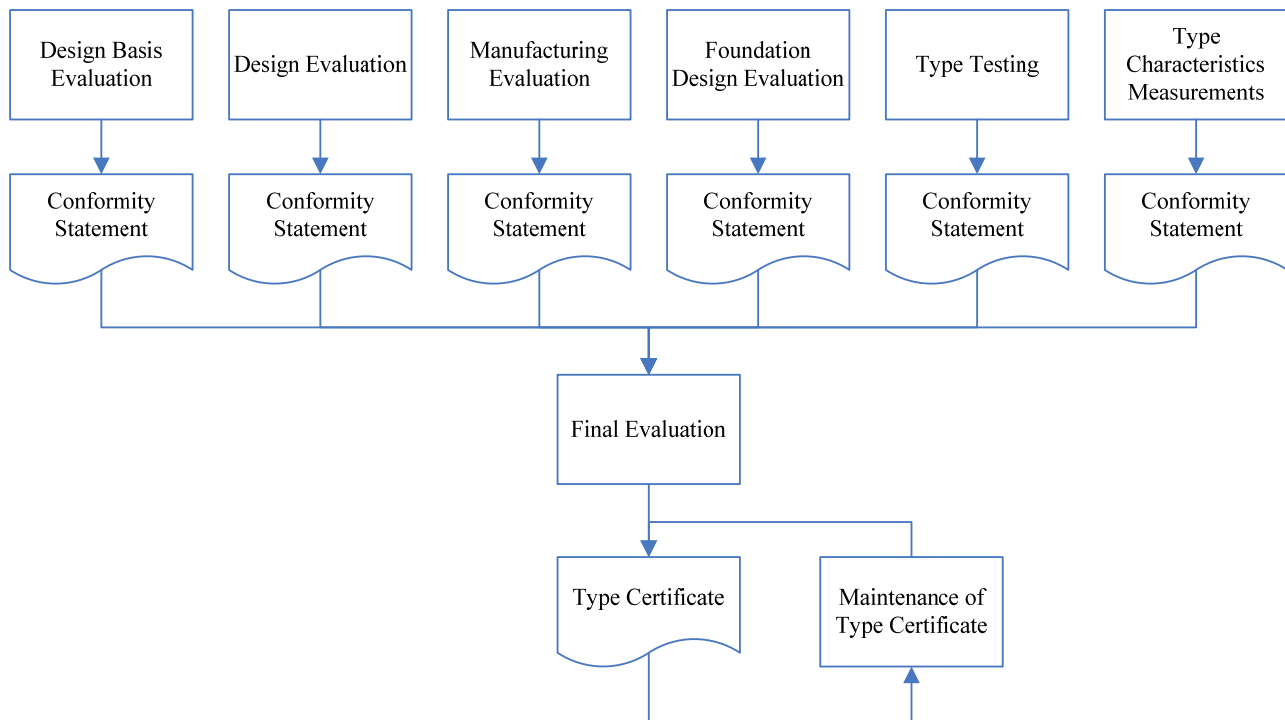 Design Basis
Evaluation
Design Evaluation
Manufacturing
Evaluation
Foundation
Design Evaluation
Type Testing
Type
Characteristics
Measurements
Conformity
Statement
Conformity
Statement
Conformity
Statement
Conformity
Statement
Conformity
Statement
Conformity
Statement
Final Evaluation
Type Certificate
Maintenance of
Type Certificate